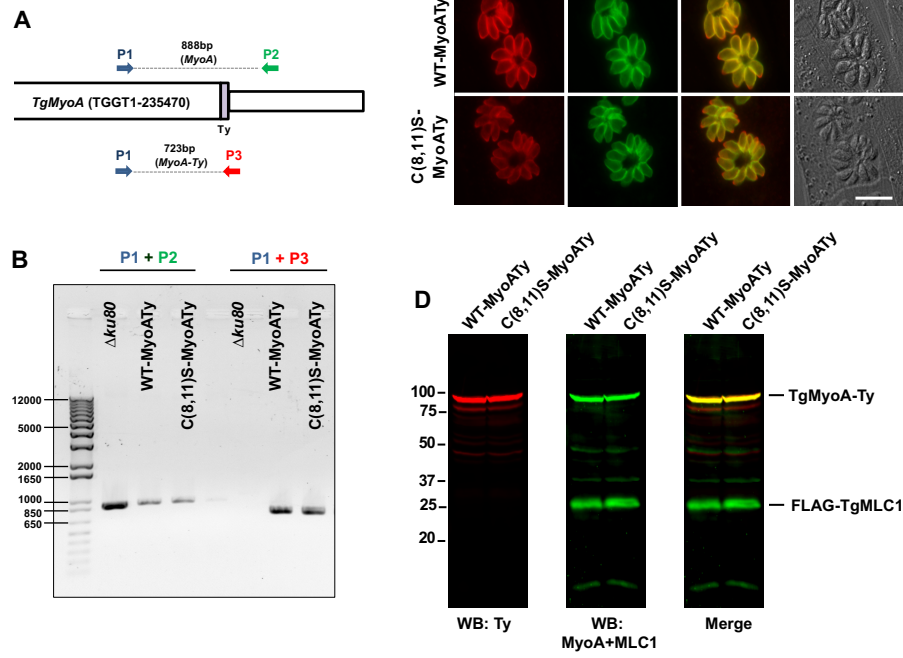 A
888bp
(MyoA)
P1
P2
TgMyoA (TGGT1-235470)
Ty
P1
723bp
(MyoA-Ty)
P3
WT-MyoATy
C(8,11)S-
MyoATy
B
P1 + P2
P1 + P3
Δku80
WT-MyoATy
C(8,11)S-MyoATy
Δku80
WT-MyoATy
C(8,11)S-MyoATy
12000
5000
2000
1650
1000
850
650
D
WT-MyoATy
C(8,11)S-MyoATy
WT-MyoATy
C(8,11)S-MyoATy
WT-MyoATy
C(8,11)S-MyoATy
100
75
50
37
25
20
TgMyoA-Ty
FLAG-TgMLC1
WB: Ty
WB:
MyoA+MLC1
Merge